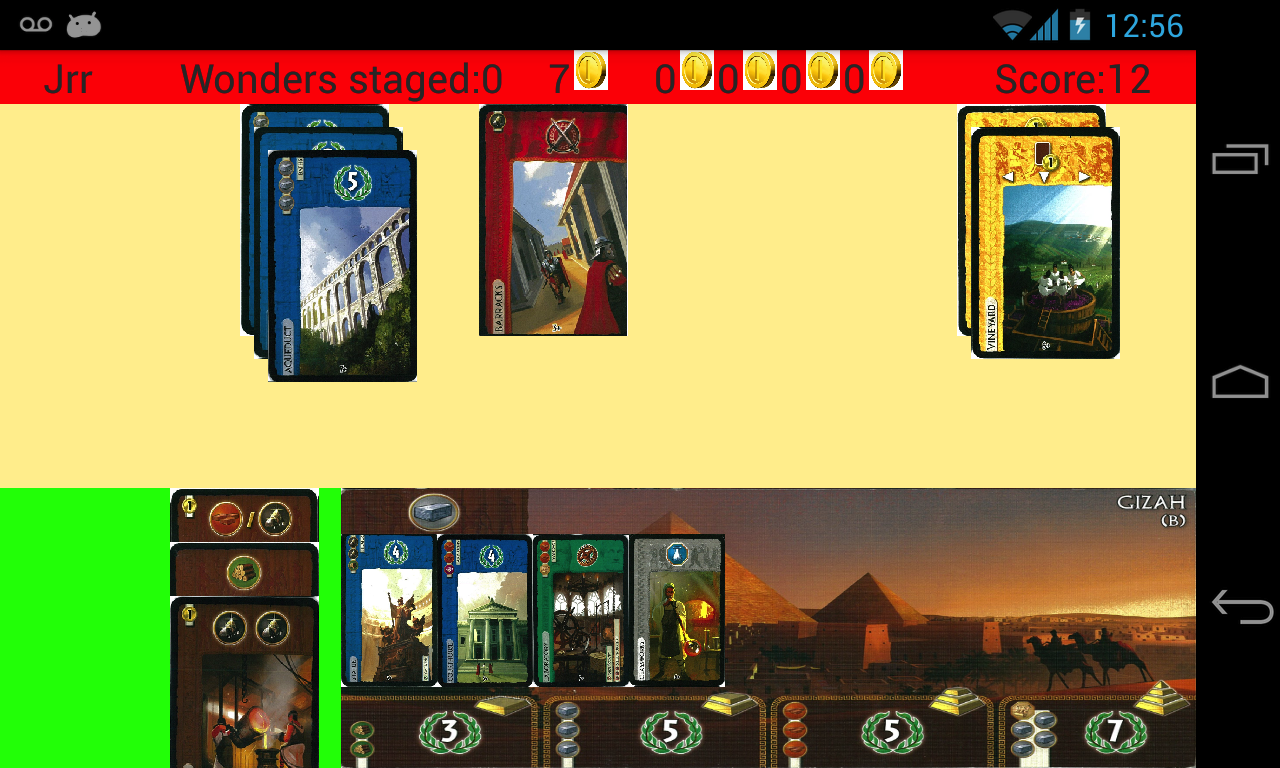 12:56
Jrr Wonders staged:0 7 0 0 0 0 Score:12
1
5
1
AQUEDUCT
BARRACKS
VINEYARD
1 /
GIZAH
(B)
4 4
1
3 5 5 7